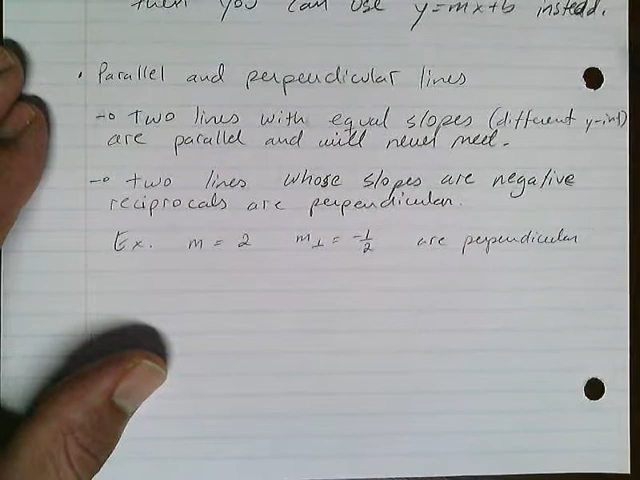 then you can use y=mx+b instead.
• Parallel and perpendicular lines
→ Two lines with equal slopes (different y-int)
are parallel and will never meet.
→ two lines whose slopes are negative
reciprocals are perpendicular.
Ex. m = 2 m⊥ = -1/2 are perpendicular